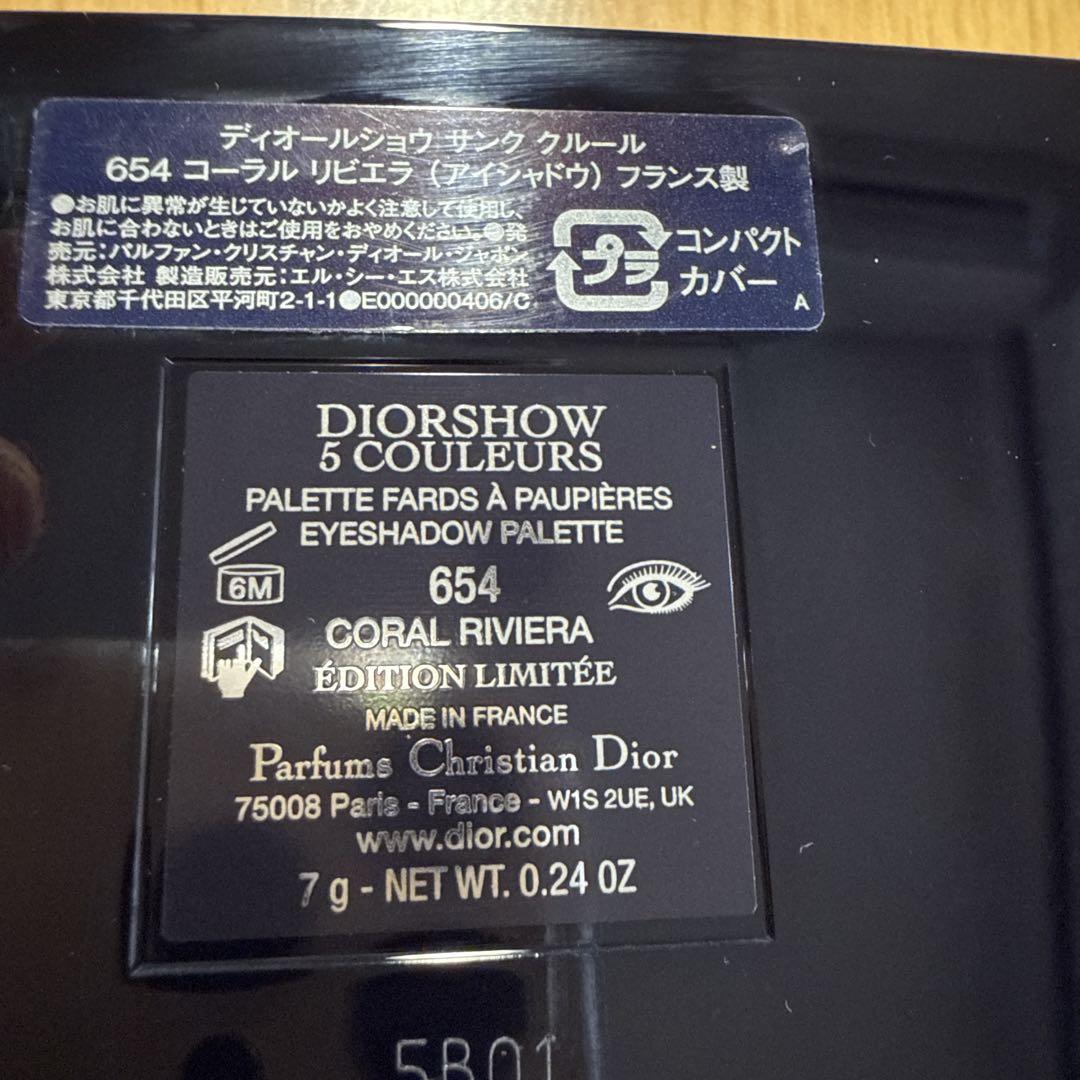 ディオールショウ サンク クルール
654 コーラル リビエラ (アイシャドウ) フランス製
●お肌に異常が生じていないかよく注意して使用し、
お肌に合わないときはご使用をおやめください。●発
売元:パルファン・クリスチャン・ディオール・ジャポン
株式会社 製造販売元:エル・シー・エス株式会社
東京都千代田区平河町2-1-1●E000000406/C
プラ
コンパクト
カバー
A
DIORSHOW
5 COULEURS
PALETTE FARDS À PAUPIÈRES
EYESHADOW PALETTE
6M
654
CORAL RIVIERA
ÉDITION LIMITÉE
MADE IN FRANCE
Parfums Christian Dior
75008 Paris - France - W1S 2UE, UK
www.dior.com
7 g - NET WT. 0.24 OZ
5B01